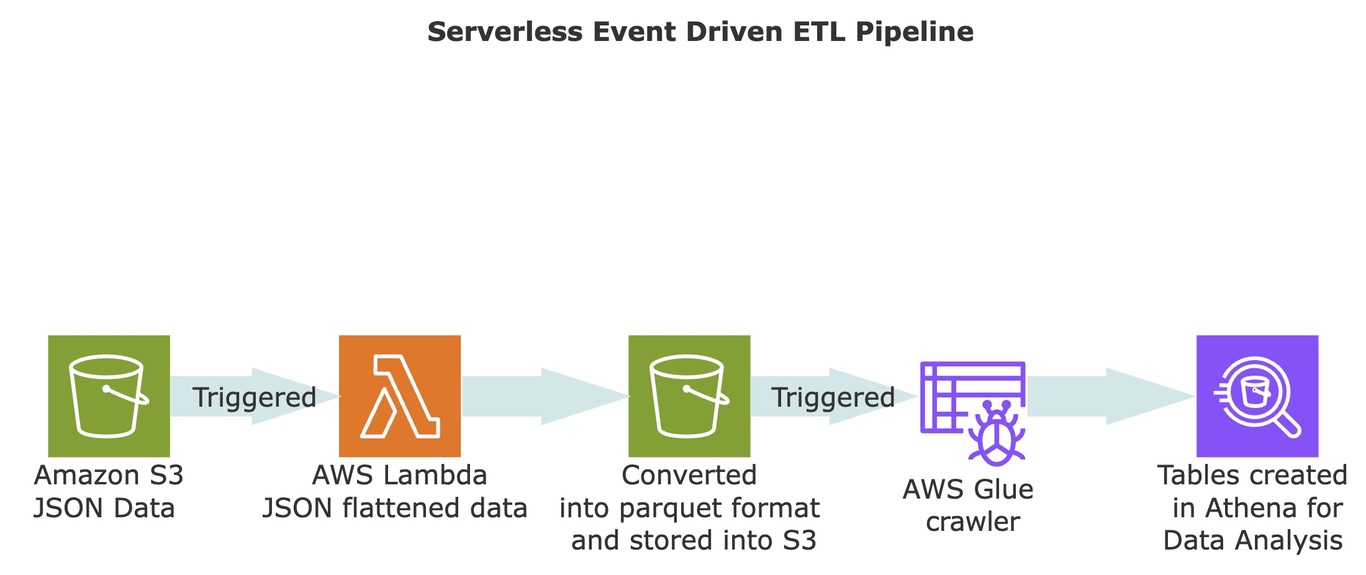 Serverless Event Driven ETL Pipeline
Triggered
Triggered
Amazon S3
JSON Data
AWS Lambda
JSON flattened data
Converted
into parquet format
and stored into S3
AWS Glue
crawler
Tables created
in Athena for
Data Analysis